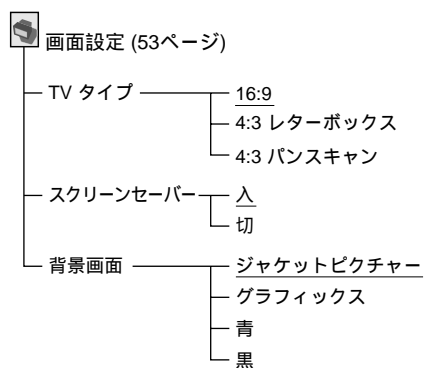 画面設定 (53ページ)
TV タイプ
16:9
4:3 レターボックス
4:3 パンスキャン
スクリーンセーバー
入
切
背景画面
ジャケットピクチャー
グラフィックス
青
黒